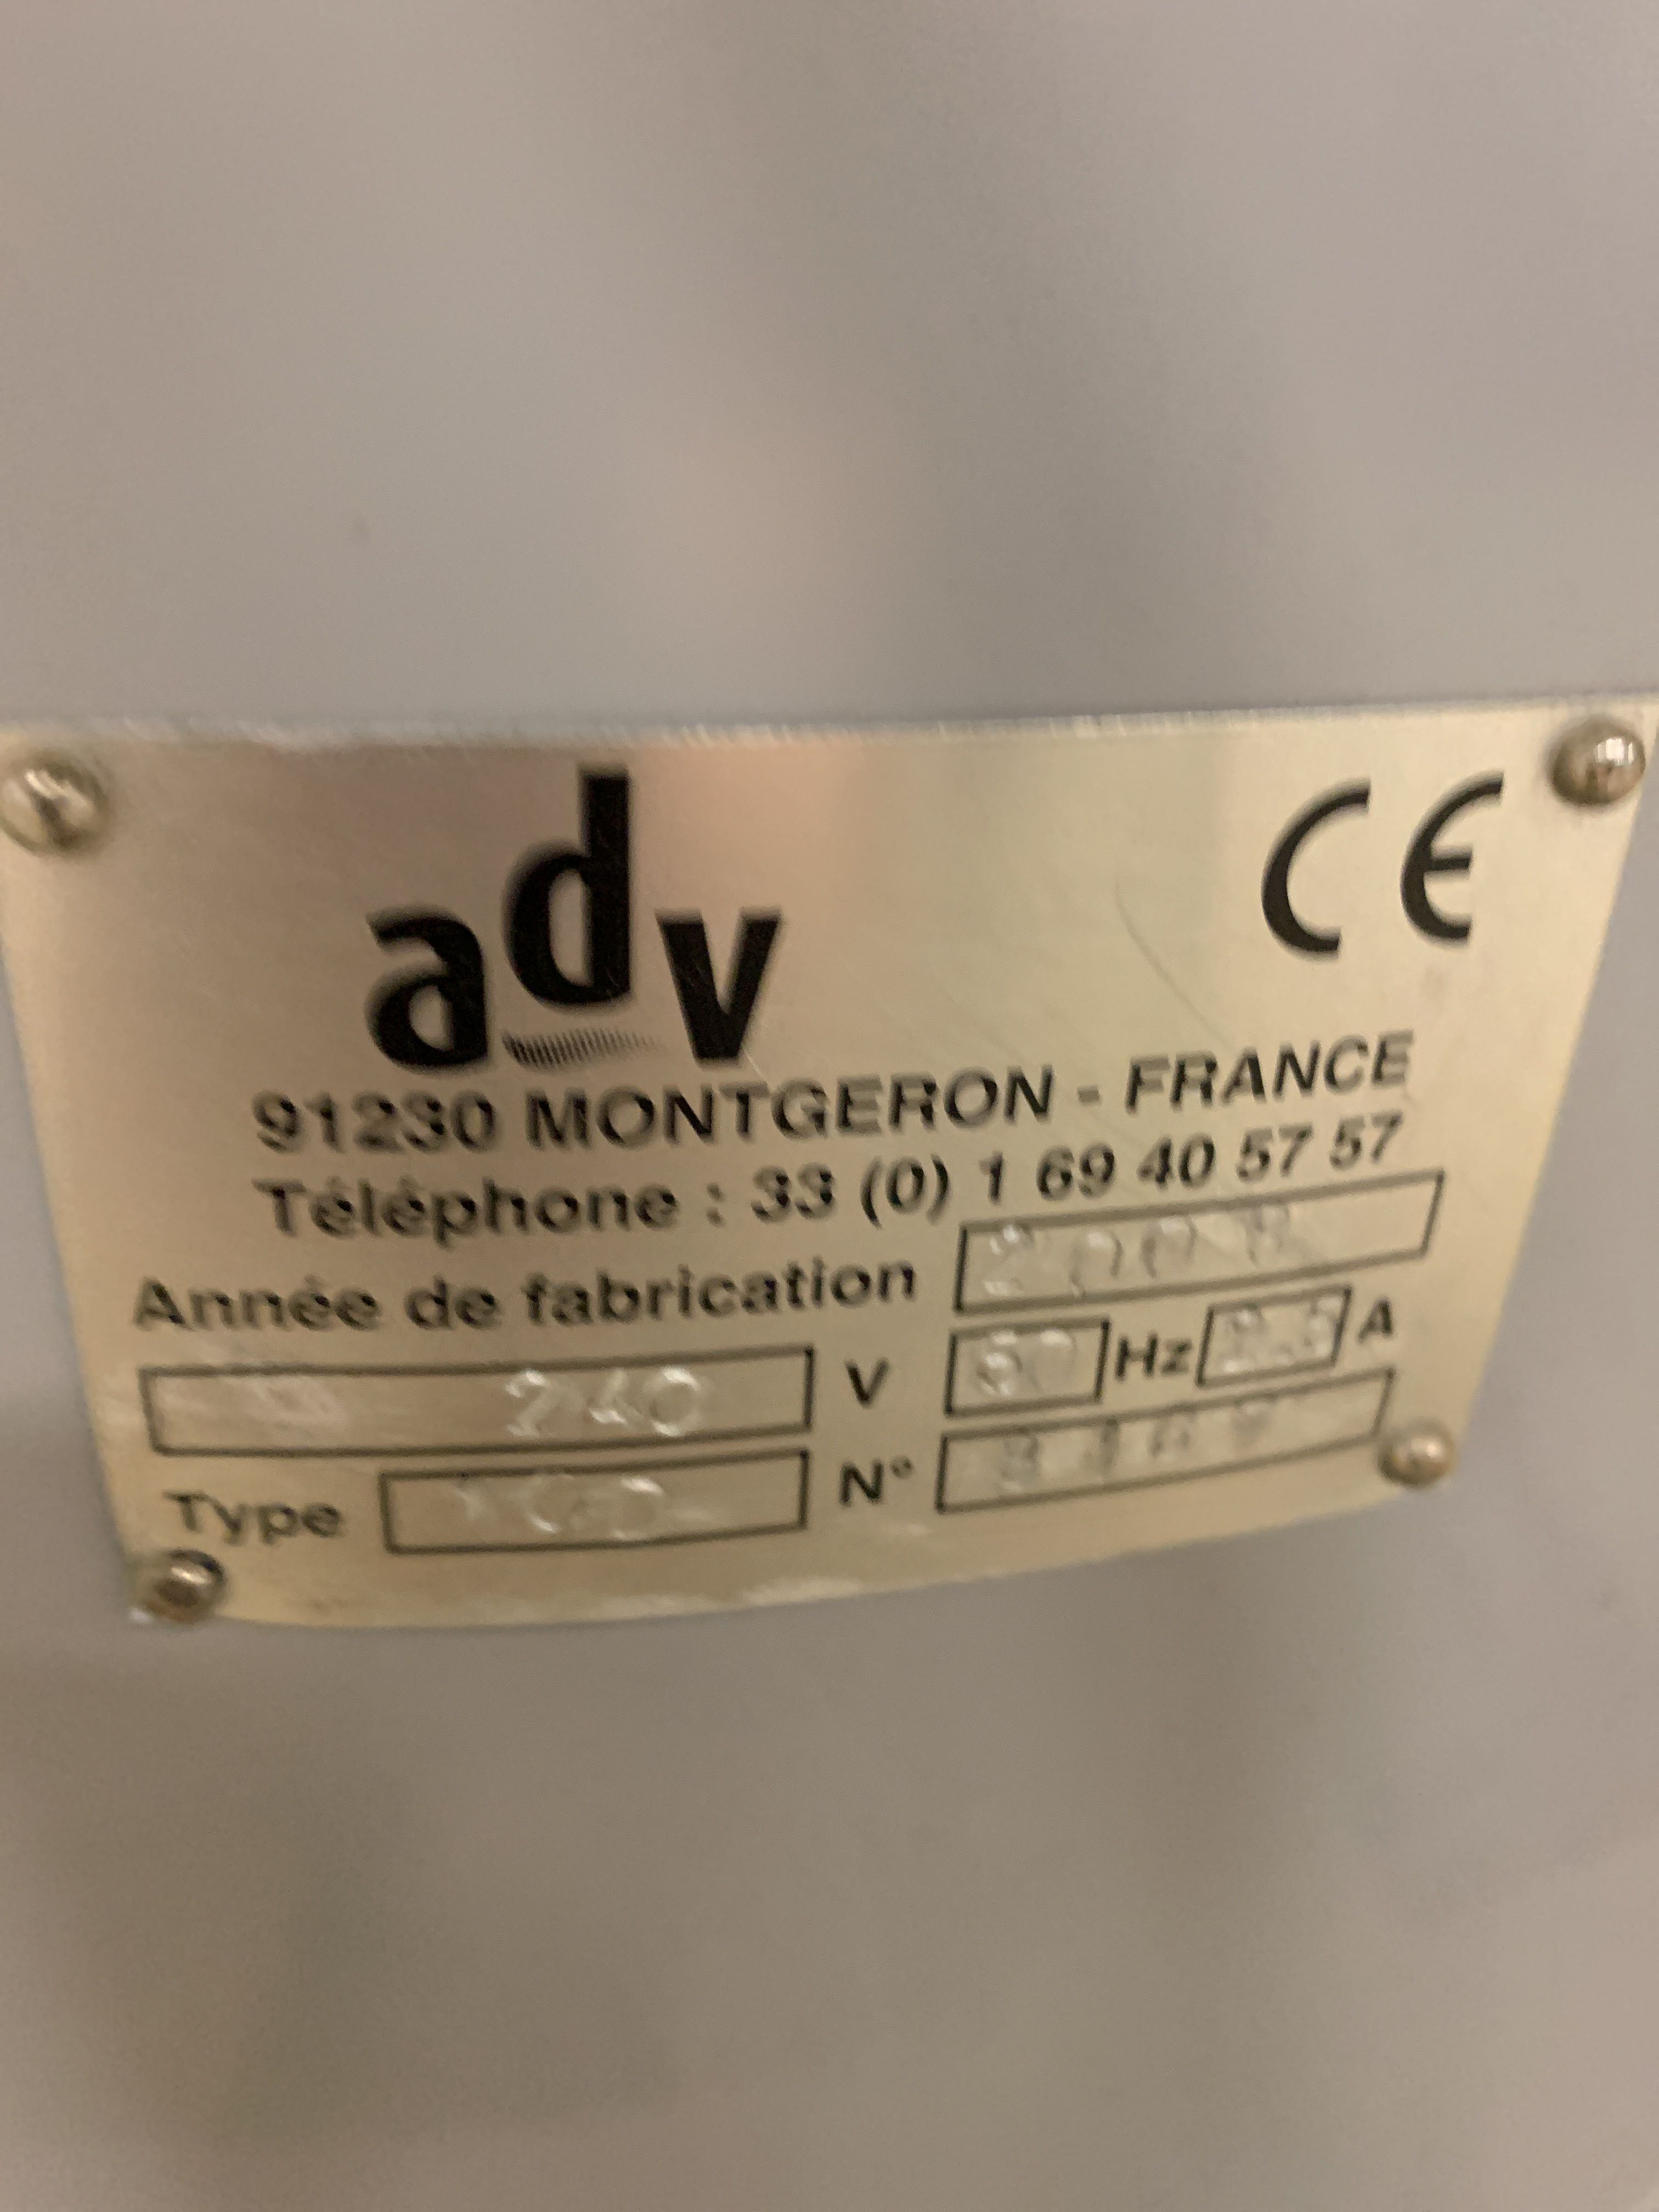 adv
CE
91230 MONTGERON - FRANCE
Téléphone : 33 (0) 1 69 40 57 57
Année de fabrication
240 V Hz A
Type N°